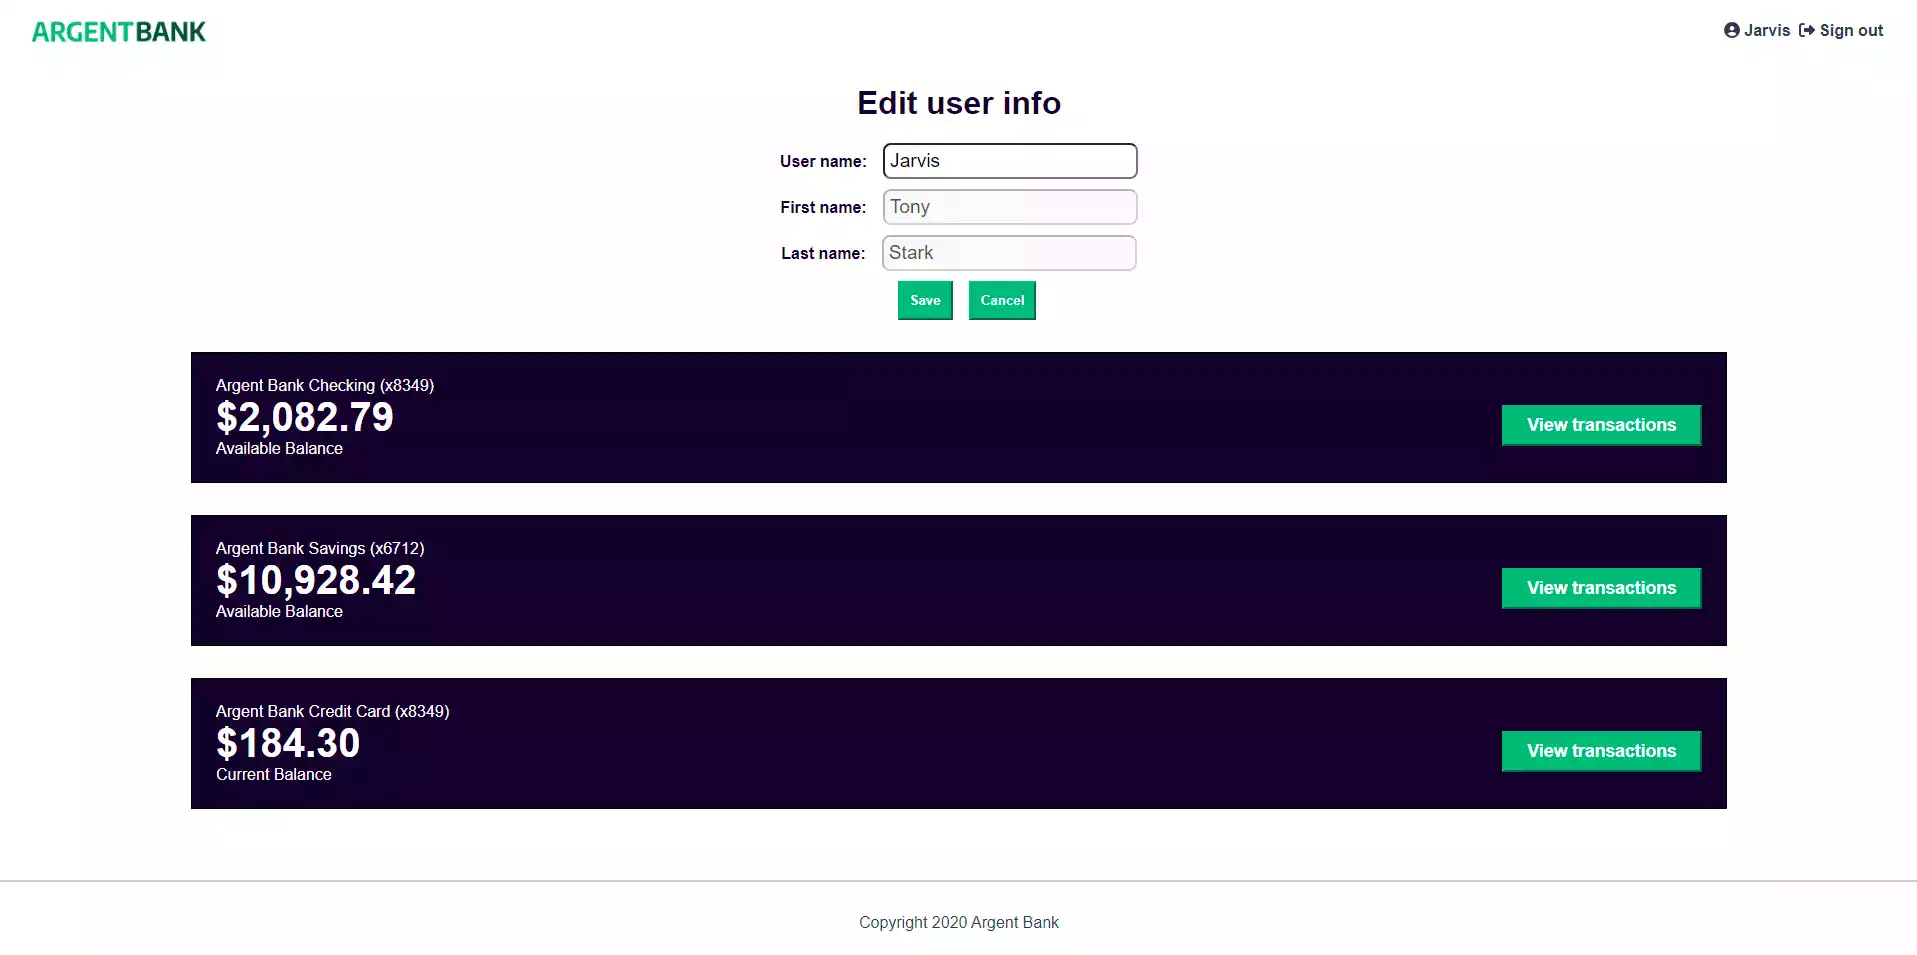 ARGENTBANK
Jarvis Sign out
Edit user info
User name: Jarvis
First name: Tony
Last name: Stark
Save Cancel
Argent Bank Checking (x8349)
$2,082.79
Available Balance
View transactions
Argent Bank Savings (x6712)
$10,928.42
Available Balance
View transactions
Argent Bank Credit Card (x8349)
$184.30
Current Balance
View transactions
Copyright 2020 Argent Bank